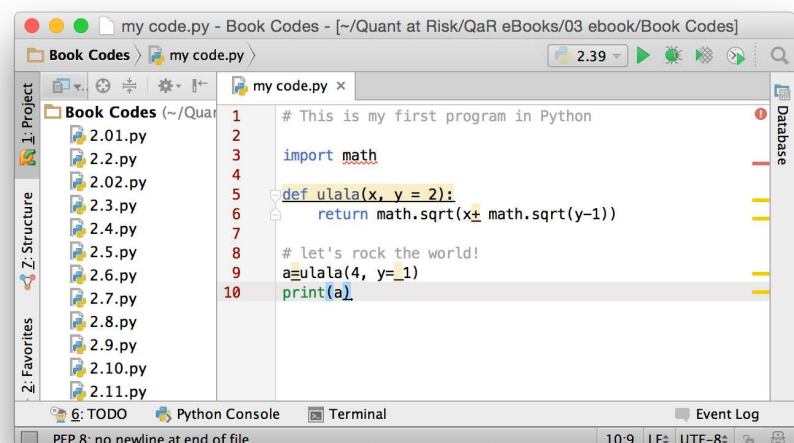 my code.py - Book Codes - [~/Quant at Risk/QaR eBooks/03 ebook/Book Codes]
Book Codes my code.py 2.39
1: Project
Z: Structure
2: Favorites
Book Codes (~/Quar
2.01.py
2.2.py
2.02.py
2.3.py
2.4.py
2.5.py
2.6.py
2.7.py
2.8.py
2.9.py
2.10.py
2.11.py
my code.py ×
1 # This is my first program in Python
2
3 import math
4
5 def ulala(x, y = 2):
6 return math.sqrt(x+ math.sqrt(y-1))
7
8 # let's rock the world!
9 a=ulala(4, y= 1)
10 print(a)
Database
6: TODO Python Console Terminal Event Log
PEP 8: no newline at end of file 10:9 LF UTF-8